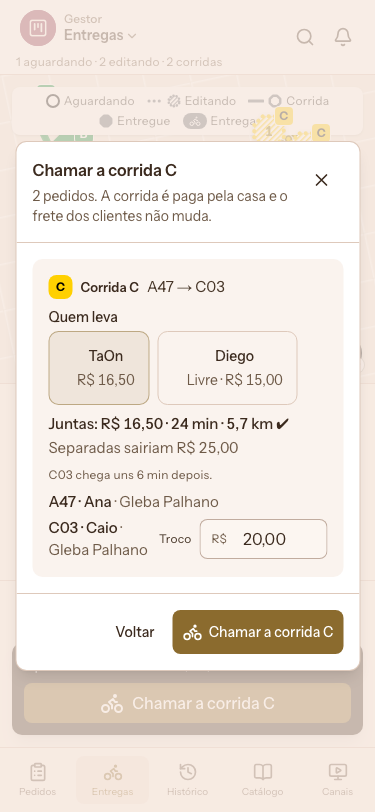 Gestor
Entregas
1 aguardando · 2 editando · 2 corridas
Aguardando
Editando
Corrida
Entregue
Entrega
C
1
C
Chamar a corrida C
2 pedidos. A corrida é paga pela casa e o
frete dos clientes não muda.
C Corrida C A47 → C03
Quem leva
TaOn
R$ 16,50
Diego
Livre · R$ 15,00
Juntas: R$ 16,50 · 24 min · 5,7 km ✔
Separadas sairiam R$ 25,00
C03 chega uns 6 min depois.
A47 · Ana · Gleba Palhano
C03 · Caio ·
Gleba Palhano
Troco R$ 20,00
Voltar
Chamar a corrida C
Chamar a corrida C
Pedidos
Entregas
Histórico
Catálogo
Canais